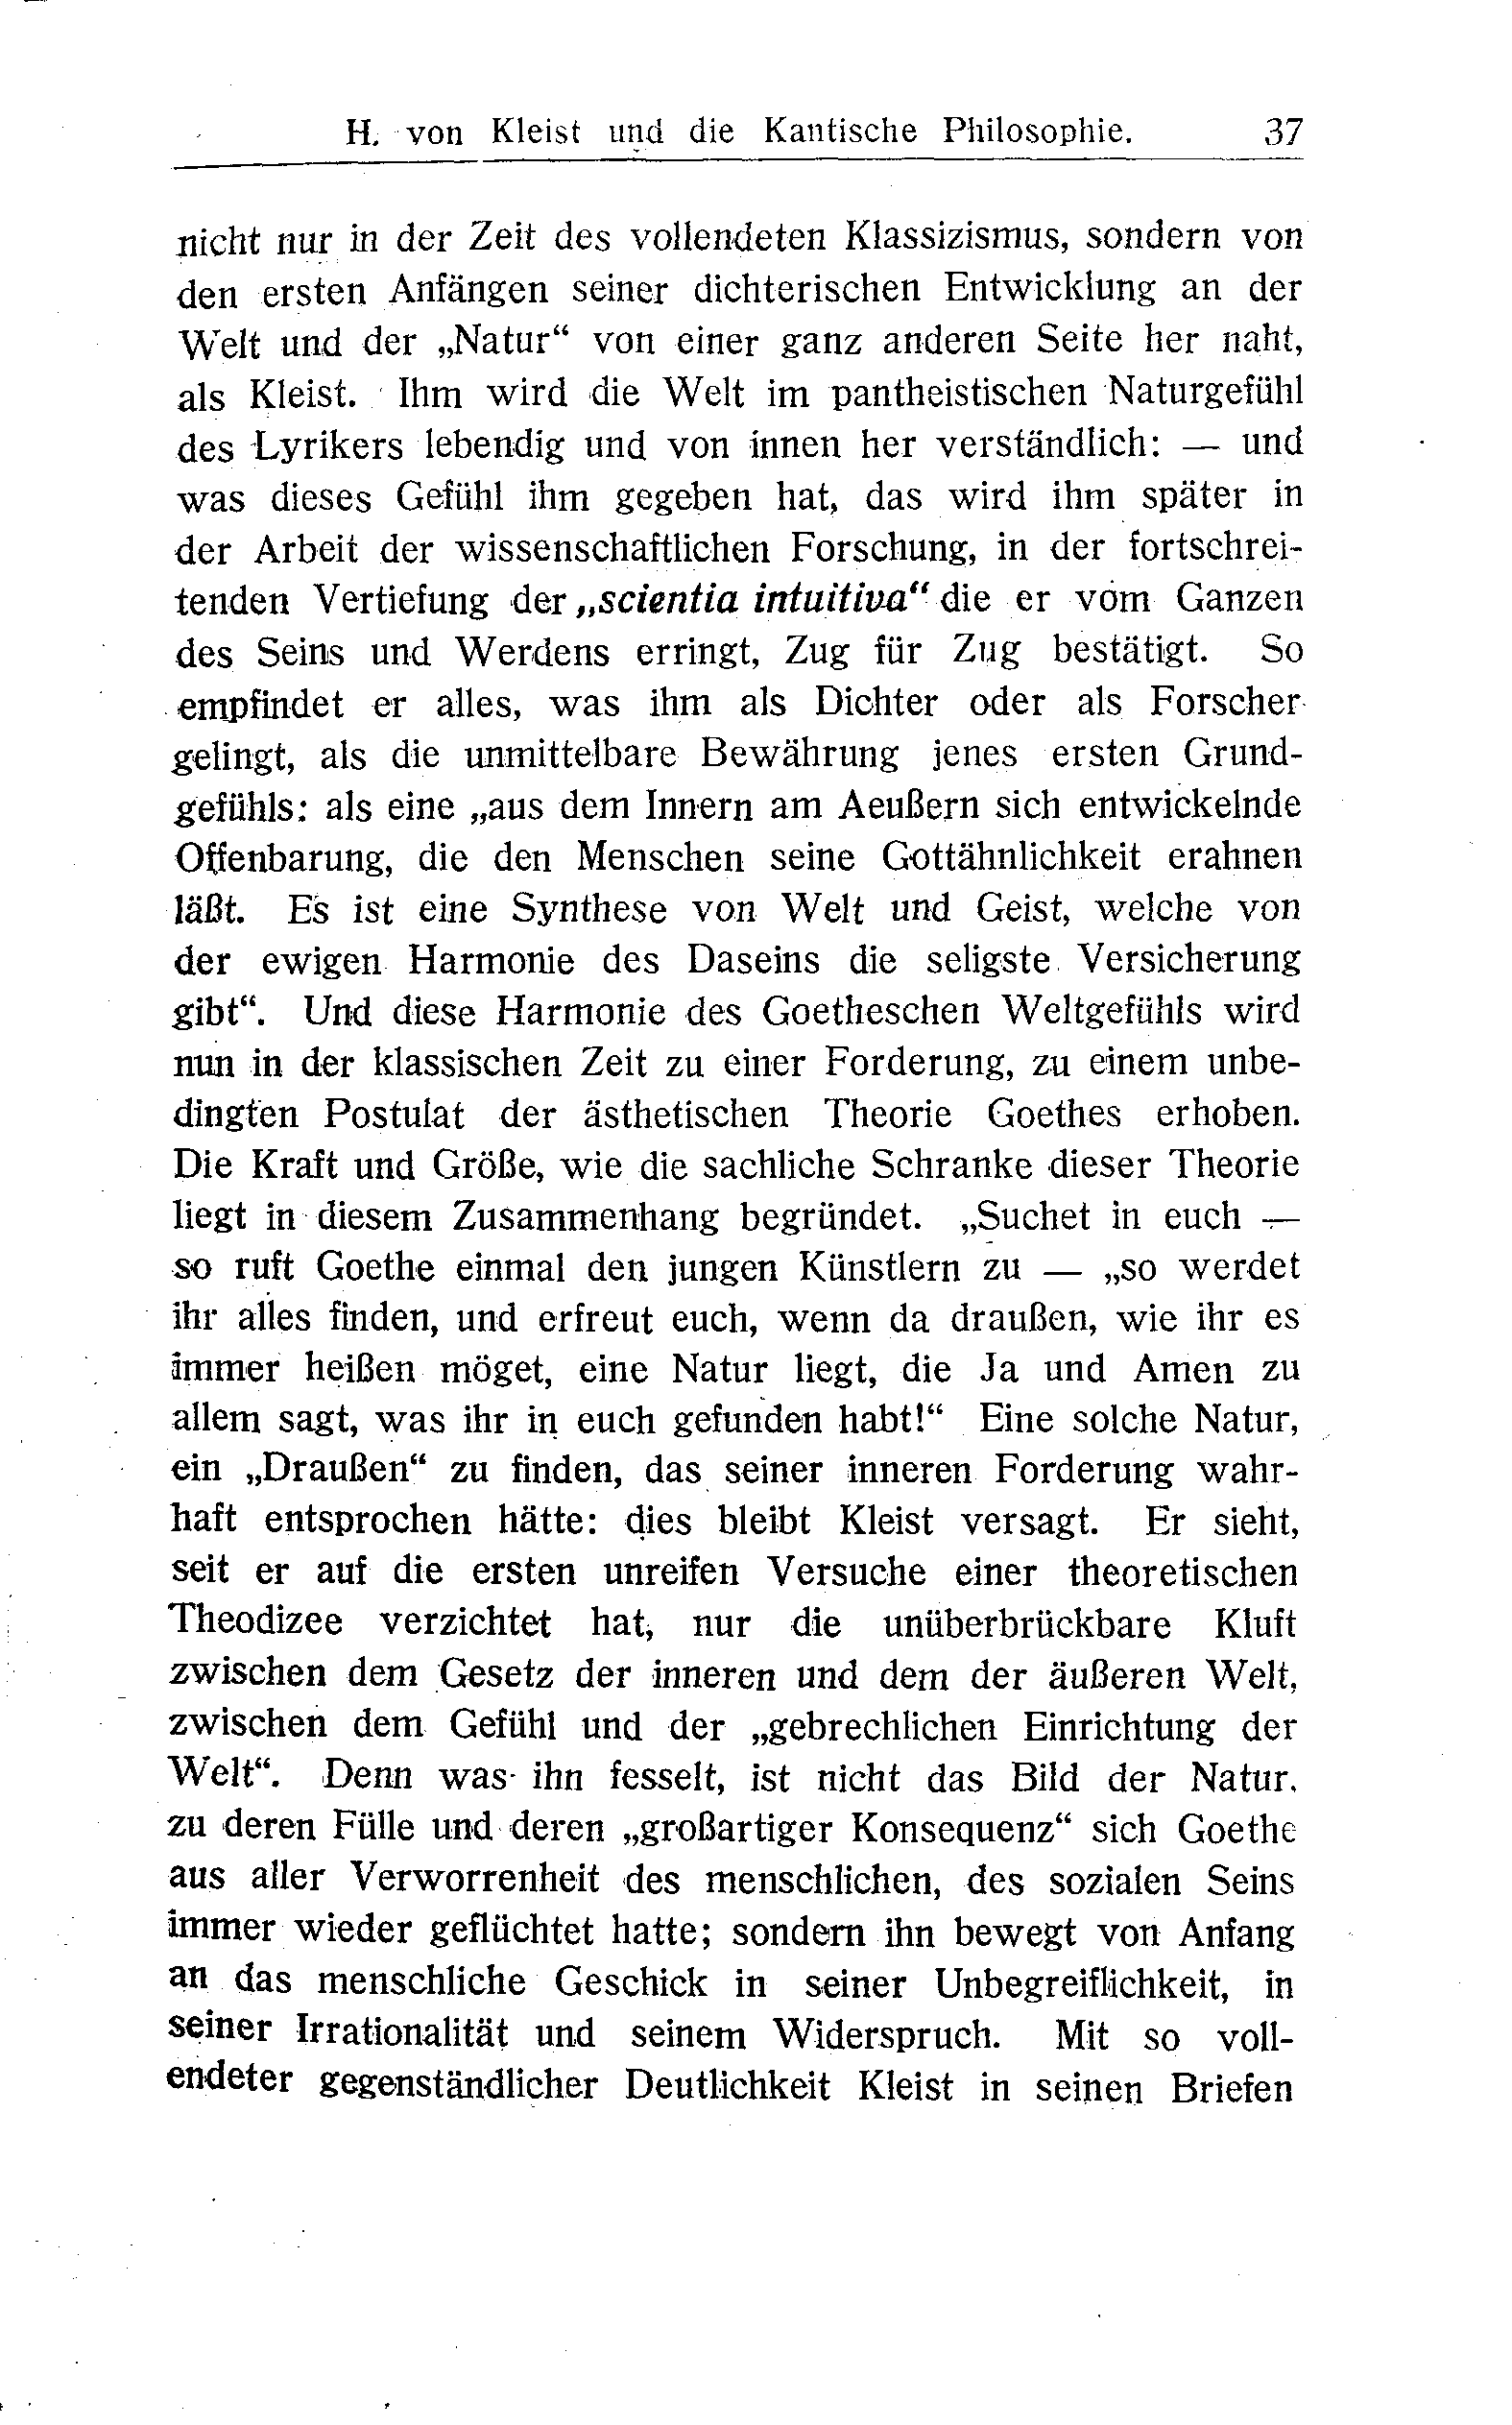 H. von Kleist und die Kantische Philosophie. 37
nicht nur in der Zeit des vollendeten Klassizismus, sondern von
den ersten Anfängen seiner dichterischen Entwicklung an der
Welt und der „Natur“ von einer ganz anderen Seite her naht,
als Kleist. Ihm wird die Welt im pantheistischen Naturgefühl
des Lyrikers lebendig und von innen her verständlich: — und
was dieses Gefühl ihm gegeben hat, das wird ihm später in
der Arbeit der wissenschaftlichen Forschung, in der fortschrei-
tenden Vertiefung der „scientia intuitiva“ die er vom Ganzen
des Seins und Werdens erringt, Zug für Zug bestätigt. So
empfindet er alles, was ihm als Dichter oder als Forscher
gelingt, als die unmittelbare Bewährung jenes ersten Grund-
gefühls: als eine „aus dem Innern am Aeußern sich entwickelnde
Offenbarung, die den Menschen seine Gottähnlichkeit erahnen
läßt. Es ist eine Synthese von Welt und Geist, welche von
der ewigen Harmonie des Daseins die seligste Versicherung
gibt“. Und diese Harmonie des Goetheschen Weltgefühls wird
nun in der klassischen Zeit zu einer Forderung, zu einem unbe-
dingten Postulat der ästhetischen Theorie Goethes erhoben.
Die Kraft und Größe, wie die sachliche Schranke dieser Theorie
liegt in diesem Zusammenhang begründet. „Suchet in euch —
so ruft Goethe einmal den jungen Künstlern zu — „so werdet
ihr alles finden, und erfreut euch, wenn da draußen, wie ihr es
immer heißen möget, eine Natur liegt, die Ja und Amen zu
allem sagt, was ihr in euch gefunden habt!“ Eine solche Natur,
ein „Draußen“ zu finden, das seiner inneren Forderung wahr-
haft entsprochen hätte: dies bleibt Kleist versagt. Er sieht,
seit er auf die ersten unreifen Versuche einer theoretischen
Theodizee verzichtet hat, nur die unüberbrückbare Kluft
zwischen dem Gesetz der inneren und dem der äußeren Welt,
zwischen dem Gefühl und der „gebrechlichen Einrichtung der
Welt“. Denn was ihn fesselt, ist nicht das Bild der Natur.
zu deren Fülle und deren „großartiger Konsequenz“ sich Goethe
aus aller Verworrenheit des menschlichen, des sozialen Seins
immer wieder geflüchtet hatte; sondern ihn bewegt von Anfang
an das menschliche Geschick in seiner Unbegreiflichkeit, in
seiner Irrationalität und seinem Widerspruch. Mit so voll-
endeter gegenständlicher Deutlichkeit Kleist in seinen Briefen